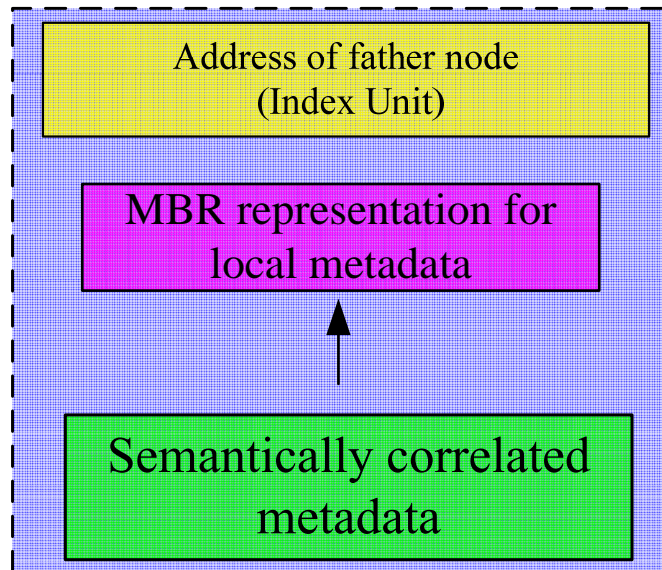 Address of father node
(Index Unit)
MBR representation for
local metadata
Semantically correlated
metadata